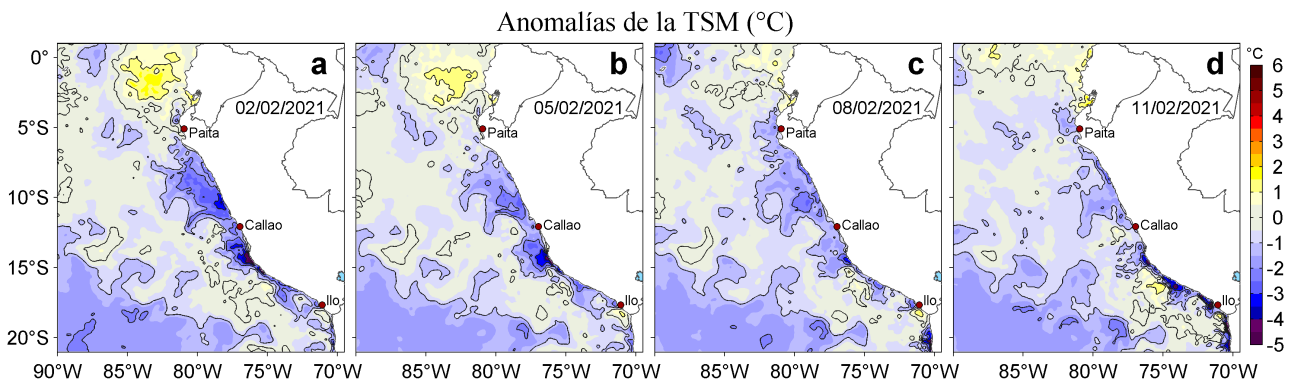 Anomalías de la TSM (°C)
a
b
c
d
02/02/2021
05/02/2021
08/02/2021
11/02/2021
Paita
Callao
Ilo
Paita
Callao
Ilo
Paita
Callao
Ilo
Paita
Callao
Ilo
0°
5°S
10°S
15°S
20°S
90°W 85°W 80°W 75°W 70°W
85°W 80°W 75°W 70°W
85°W 80°W 75°W 70°W
85°W 80°W 75°W 70°W
°C
6
5
4
3
2
1
0
-1
-2
-3
-4
-5